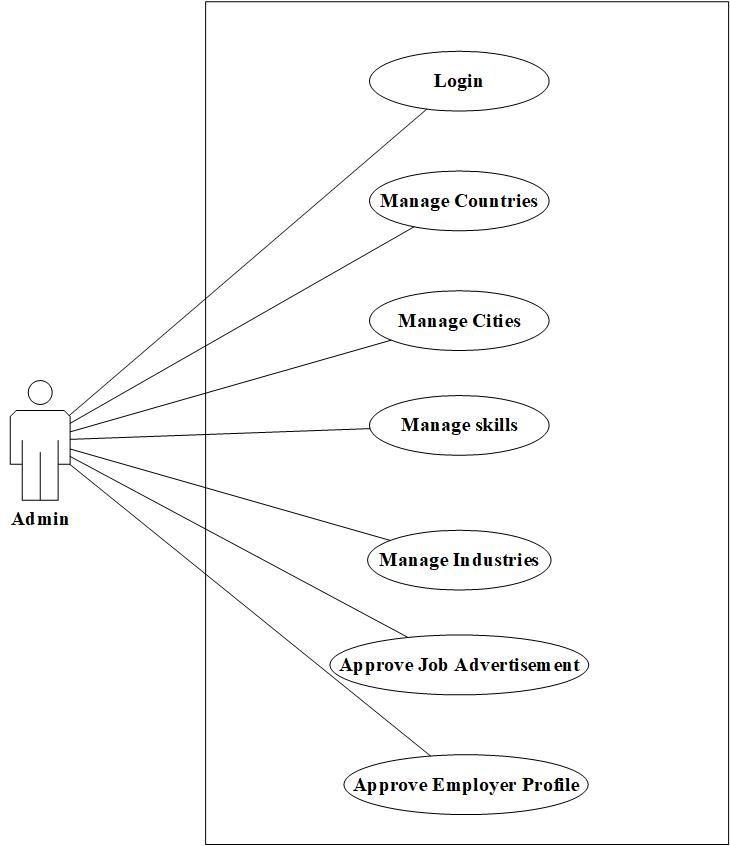 Login
Manage Countries
Manage Cities
Manage skills
Admin
Manage Industries
Approve Job Advertisement
Approve Employer Profile